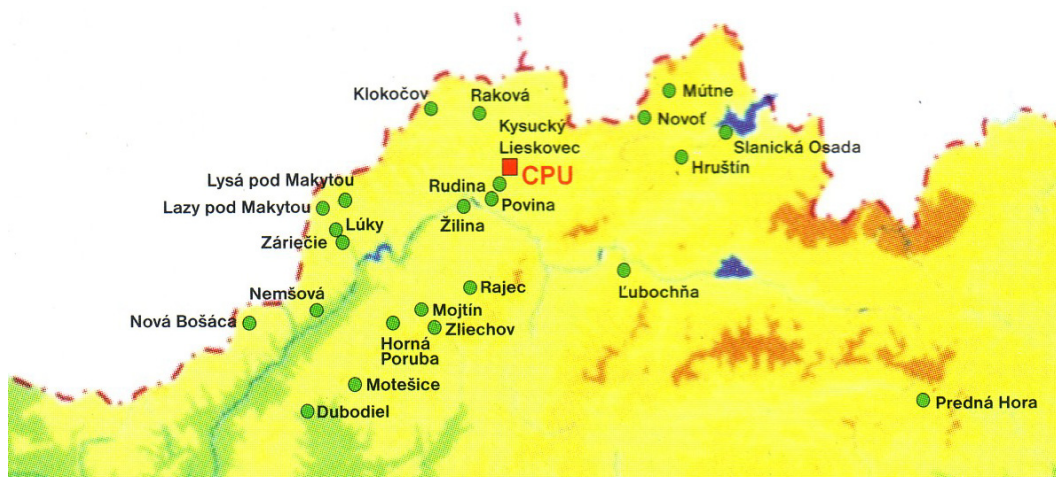 Klokočov
Raková
Mútne
Novoť
Kysucký
Lieskovec
Slanická Osada
Hruštín
CPU
Lysá pod Makytou
Rudina
Lazy pod Makytou
Povina
Žilina
Lúky
Záriečie
Ľubochňa
Rajec
Nemšová
Mojtín
Nová Bošáca
Zliechov
Horná
Poruba
Motešice
Predná Hora
Dubodiel